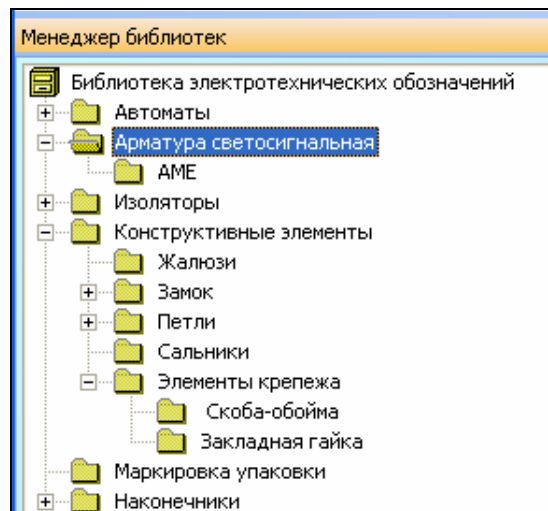 Менеджер библиотек
Библиотека электротехнических обозначений
Автоматы
Арматура светосигнальная
АМЕ
Изоляторы
Конструктивные элементы
Жалюзи
Замок
Петли
Сальники
Элементы крепежа
Скоба-обойма
Закладная гайка
Маркировка упаковки
Наконечники